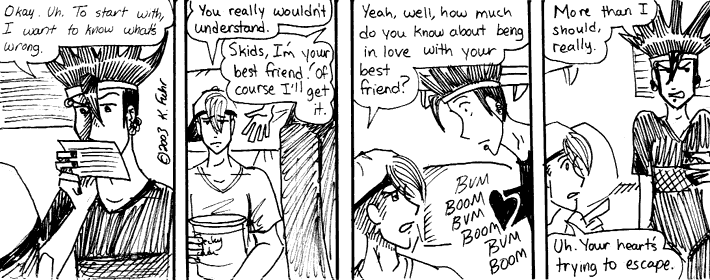 Okay. Uh. To start with,
I want to know what's
wrong.
©2003 K. Fuhr
You really wouldn't
understand.
Skids, I'm your
best friend! Of
course I'll get
it.
Yeah, well, how much
do you know about being
in love with your
best
friend?
BUM
BOOM
BUM
BOOM
BUM
BOOM
More than I
should,
really.
Uh. Your heart's
trying to escape.